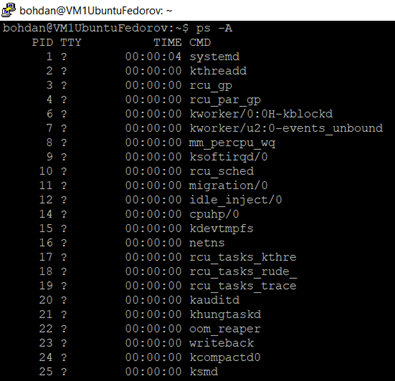 bohdan@VM1UbuntuFedorov: ~
bohdan@VM1UbuntuFedorov:~$ ps -A
PID TTY TIME CMD
1 ? 00:00:04 systemd
2 ? 00:00:00 kthreadd
3 ? 00:00:00 rcu_gp
4 ? 00:00:00 rcu_par_gp
6 ? 00:00:00 kworker/0:0H-kblockd
7 ? 00:00:00 kworker/u2:0-events_unbound
8 ? 00:00:00 mm_percpu_wq
9 ? 00:00:00 ksoftirqd/0
10 ? 00:00:00 rcu_sched
11 ? 00:00:00 migration/0
12 ? 00:00:00 idle_inject/0
14 ? 00:00:00 cpuhp/0
15 ? 00:00:00 kdevtmpfs
16 ? 00:00:00 netns
17 ? 00:00:00 rcu_tasks_kthre
18 ? 00:00:00 rcu_tasks_rude_
19 ? 00:00:00 rcu_tasks_trace
20 ? 00:00:00 kauditd
21 ? 00:00:00 khungtaskd
22 ? 00:00:00 oom_reaper
23 ? 00:00:00 writeback
24 ? 00:00:00 kcompactd0
25 ? 00:00:00 ksmd